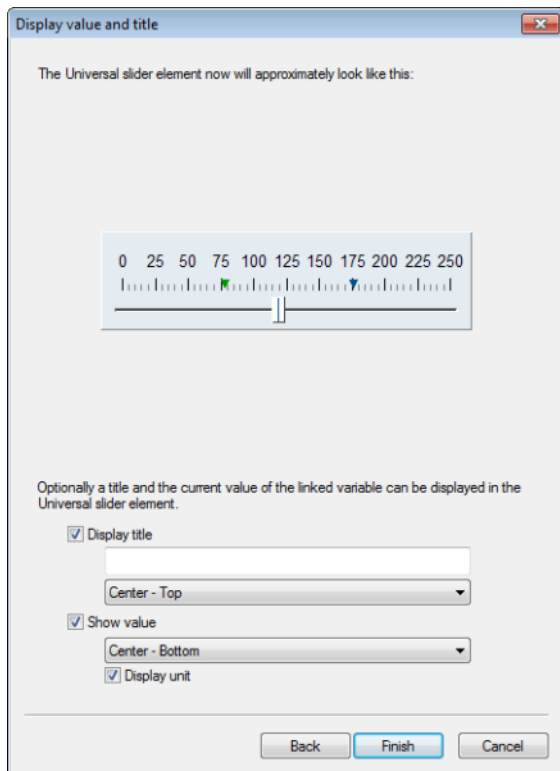 Display value and title
The Universal slider element now will approximately look like this:
0 25 50 75 100 125 150 175 200 225 250
Optionally a title and the current value of the linked variable can be displayed in the
Universal slider element.
Display title
Center - Top
Show value
Center - Bottom
Display unit
Back Finish Cancel